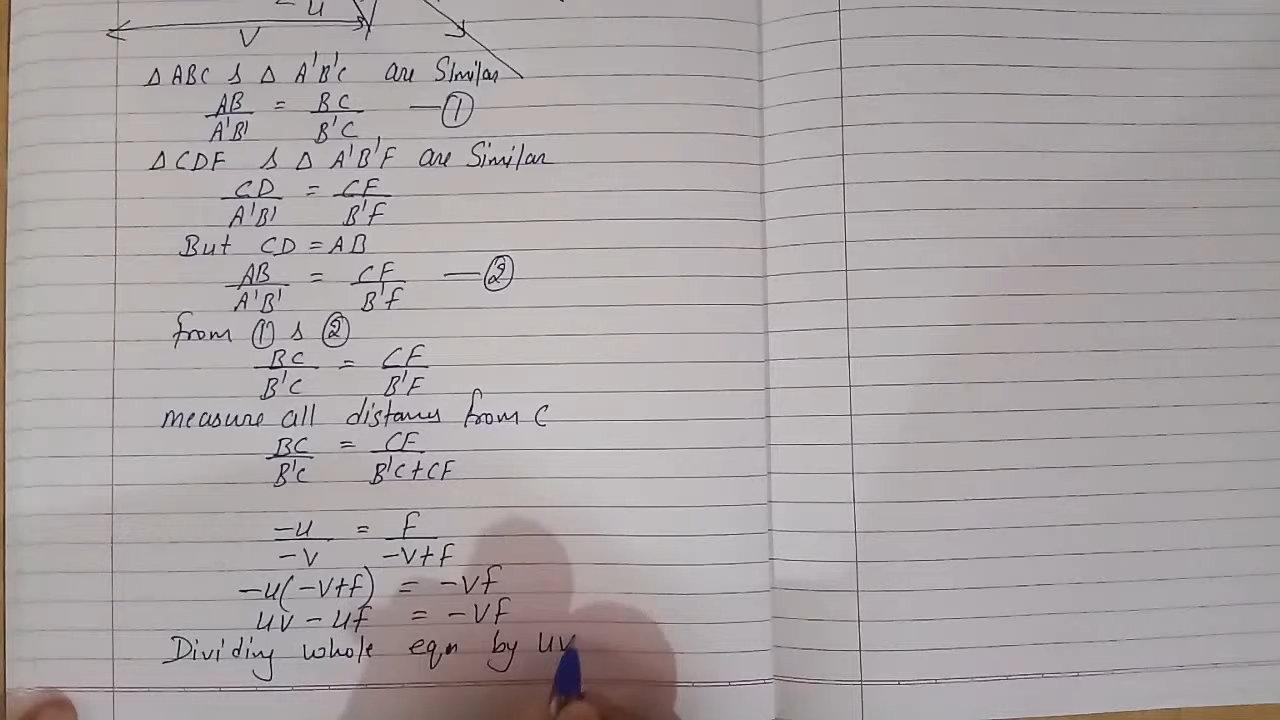 - u
V
Δ ABC & Δ A'B'C are Similar
AB/A'B' = BC/B'C — ①
Δ CDF & Δ A'B'F are Similar
CD/A'B' = CF/B'F
But CD = AB
AB/A'B' = CF/B'F — ②
from ① & ②
BC/B'C = CF/B'F
measure all from C
BC/B'C = CF/B'C+CF
-u/-v = f/-v+f
-u(-v+f) = -vf
uv - uf = -vf
Dividing whole eqn by uv